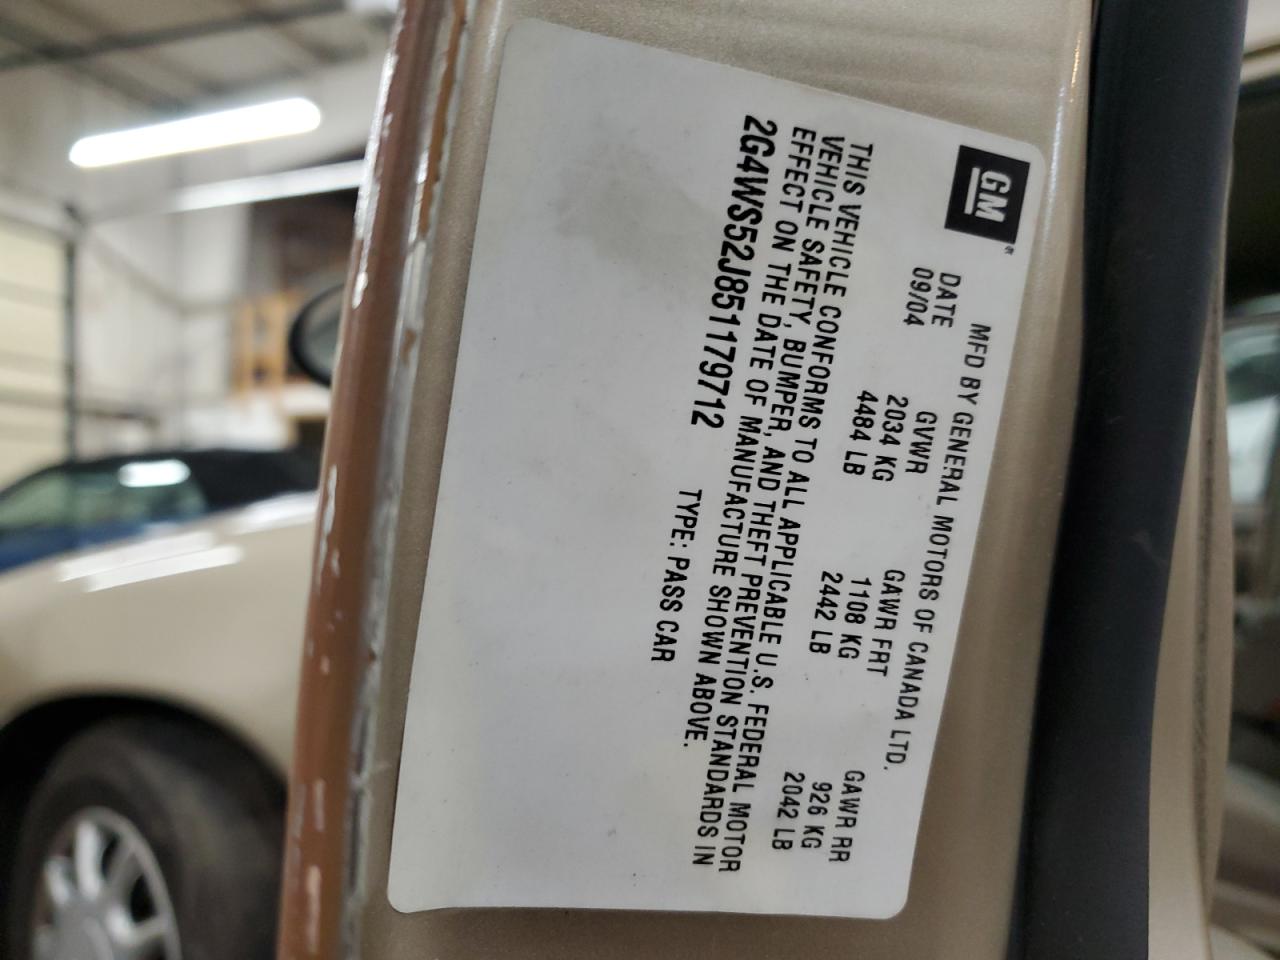 GM
MFD BY GENERAL MOTORS OF CANADA LTD.
DATE GVWR GAWR FRT GAWR RR
09/04 2034 KG 1108 KG 926 KG
4484 LB 2442 LB 2042 LB
THIS VEHICLE CONFORMS TO ALL APPLICABLE U.S. FEDERAL MOTOR
VEHICLE SAFETY, BUMPER, AND THEFT PREVENTION STANDARDS IN
EFFECT ON THE DATE OF MANUFACTURE SHOWN ABOVE.
2G4WS52J851179712 TYPE: PASS CAR